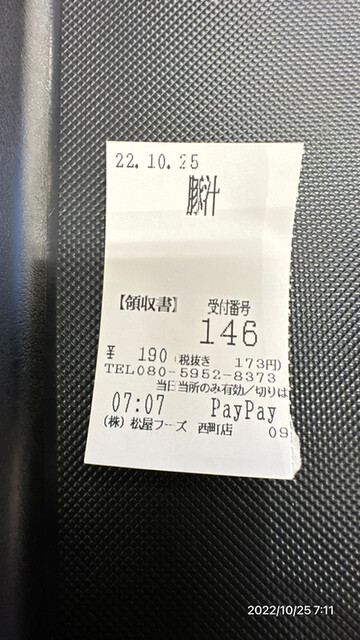 22.10.25
豚汁
【領収書】 受付番号
146
¥ 190(税抜き 173円)
TEL080-5952-8373
当日当所のみ有効/切りは
07:07 PayPay
(株)松屋フーズ 西町店 09
2022/10/25 7:11